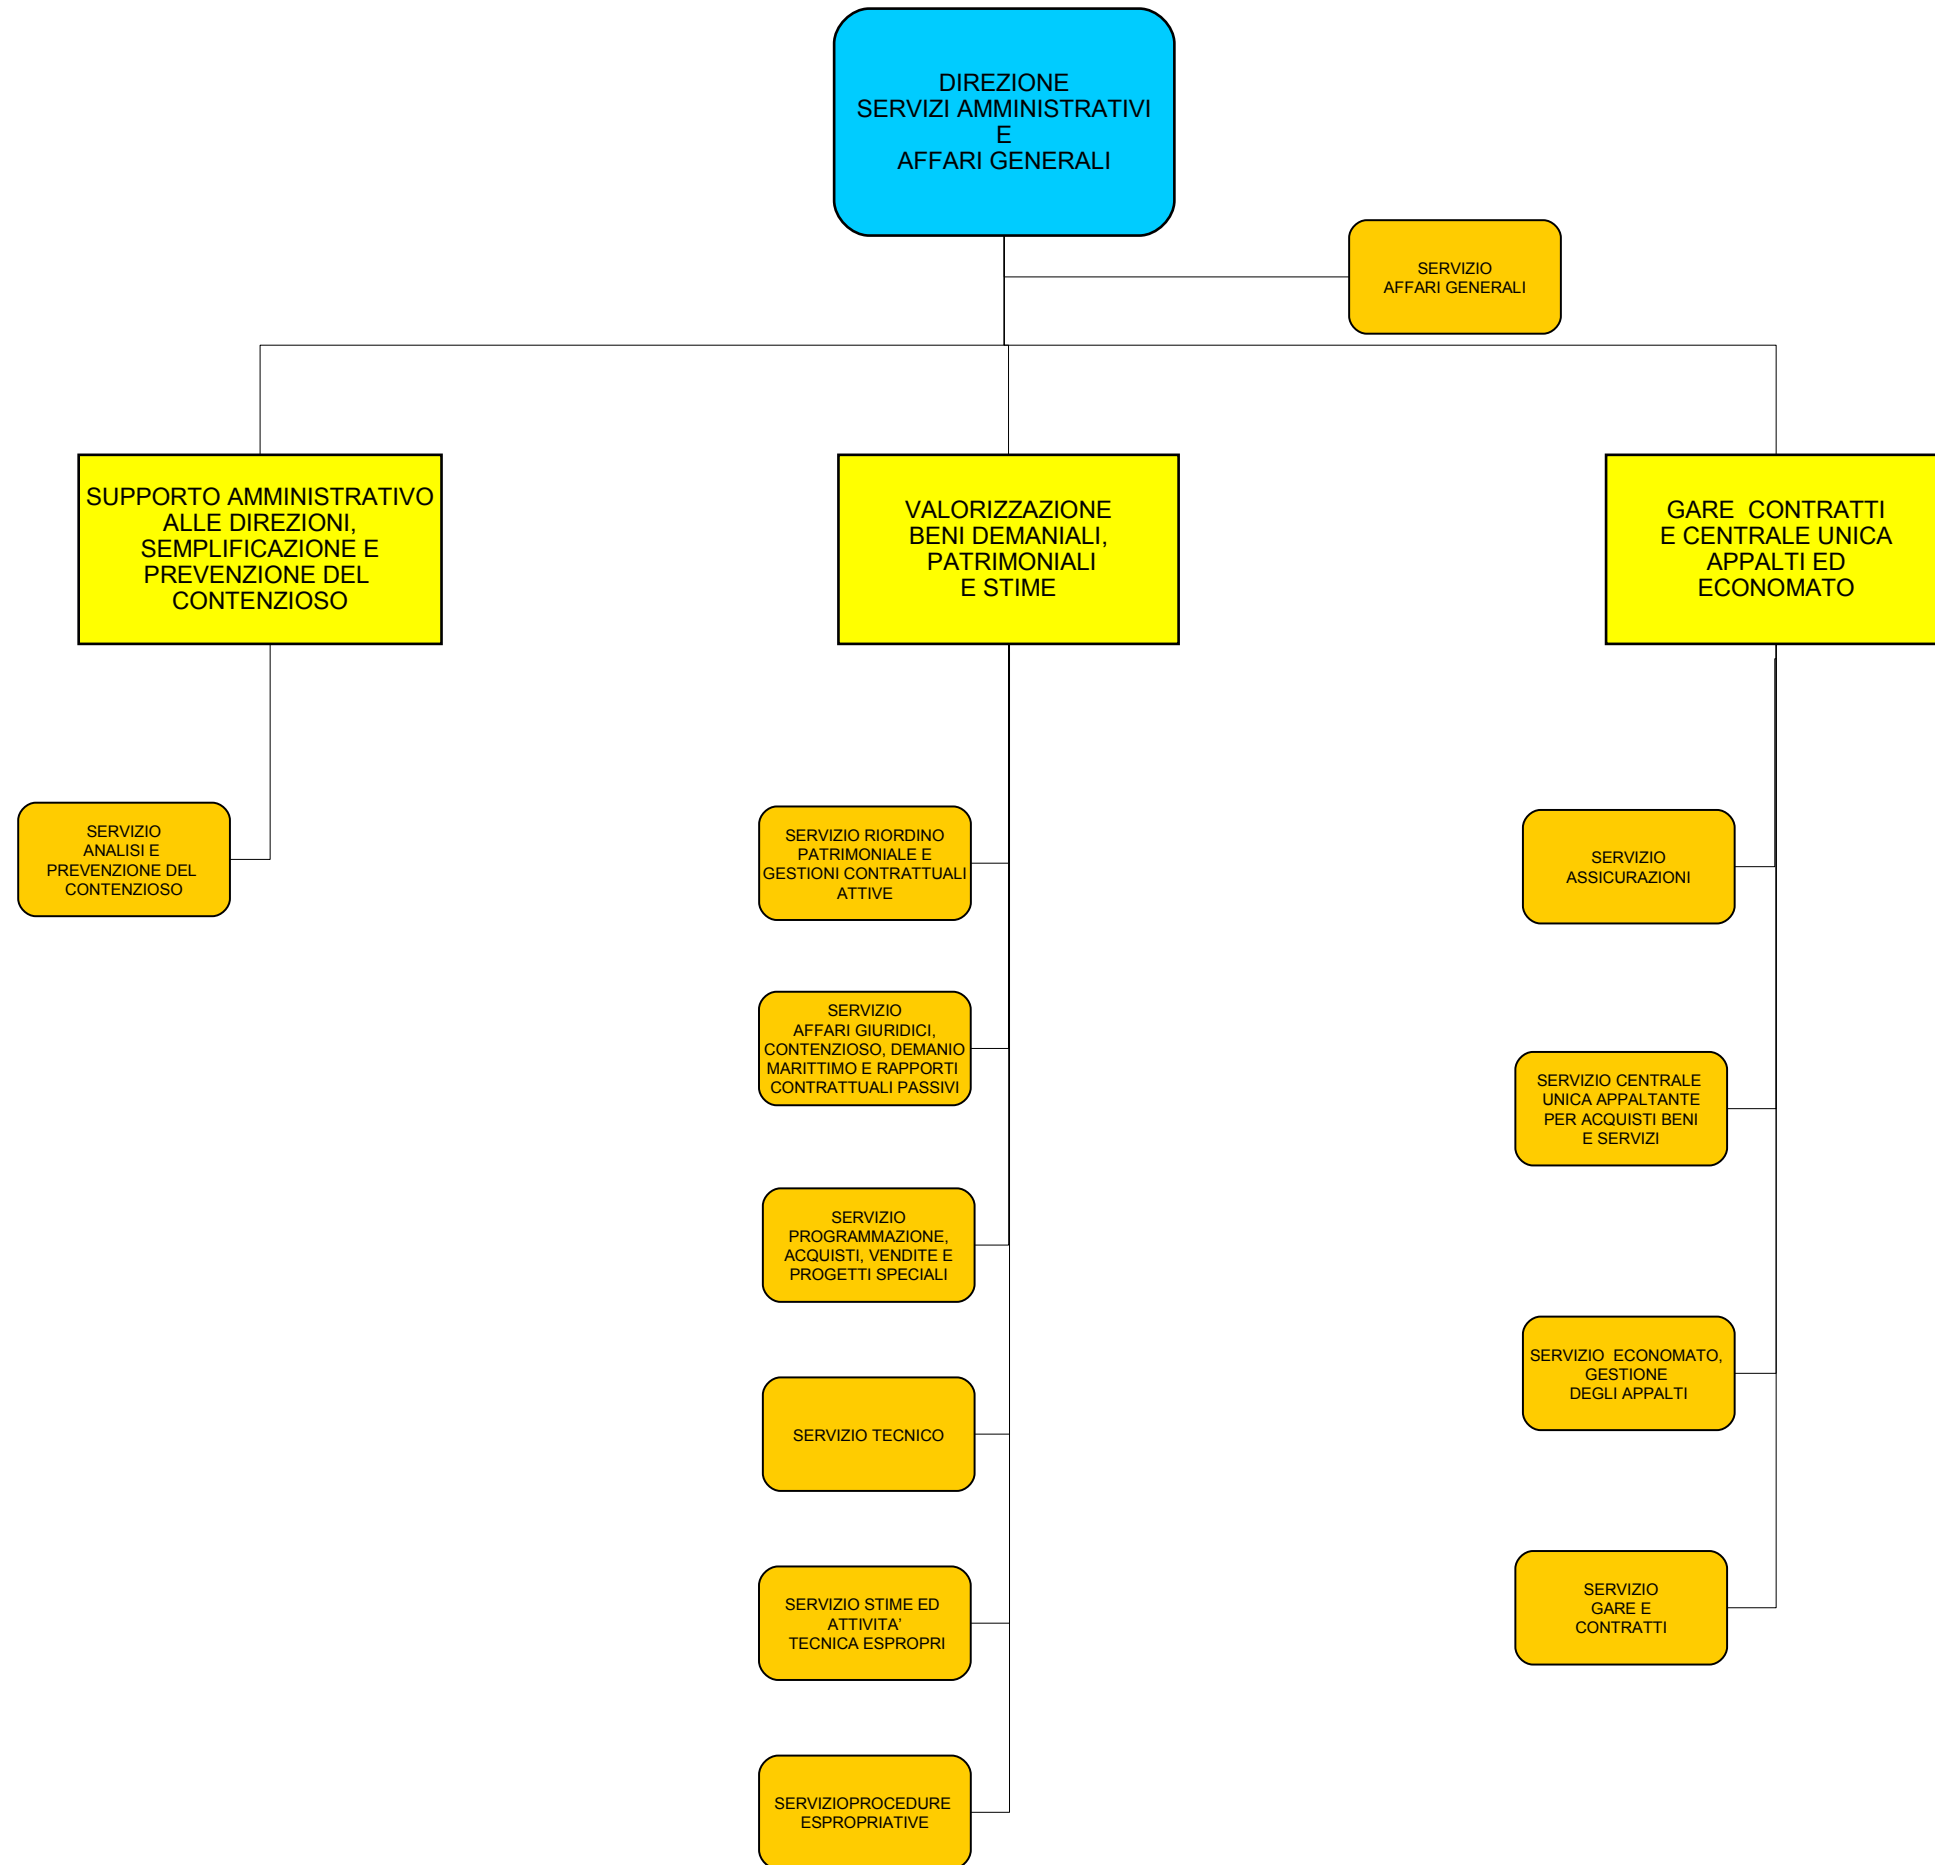 DIREZIONE
SERVIZI AMMINISTRATIVI
E
AFFARI GENERALI
SERVIZIO
AFFARI GENERALI
SUPPORTO AMMINISTRATIVO
ALLE DIREZIONI,
SEMPLIFICAZIONE E
PREVENZIONE DEL
CONTENZIOSO
VALORIZZAZIONE
BENI DEMANIALI,
PATRIMONIALI
E STIME
GARE  CONTRATTI
E CENTRALE UNICA
APPALTI ED
ECONOMATO
SERVIZIO
ANALISI E
PREVENZIONE DEL
CONTENZIOSO
SERVIZIO RIORDINO
PATRIMONIALE E
GESTIONI CONTRATTUALI
ATTIVE
SERVIZIO
AFFARI GIURIDICI,
CONTENZIOSO, DEMANIO
MARITTIMO E RAPPORTI
CONTRATTUALI PASSIVI
SERVIZIO
PROGRAMMAZIONE,
ACQUISTI, VENDITE E
PROGETTI SPECIALI
SERVIZIO TECNICO
SERVIZIO STIME ED
ATTIVITA’
TECNICA ESPROPRI
SERVIZIOPROCEDURE
ESPROPRIATIVE
SERVIZIO
ASSICURAZIONI
SERVIZIO CENTRALE
UNICA APPALTANTE
PER ACQUISTI BENI
E SERVIZI
SERVIZIO  ECONOMATO,
GESTIONE
DEGLI APPALTI
SERVIZIO
GARE E
CONTRATTI